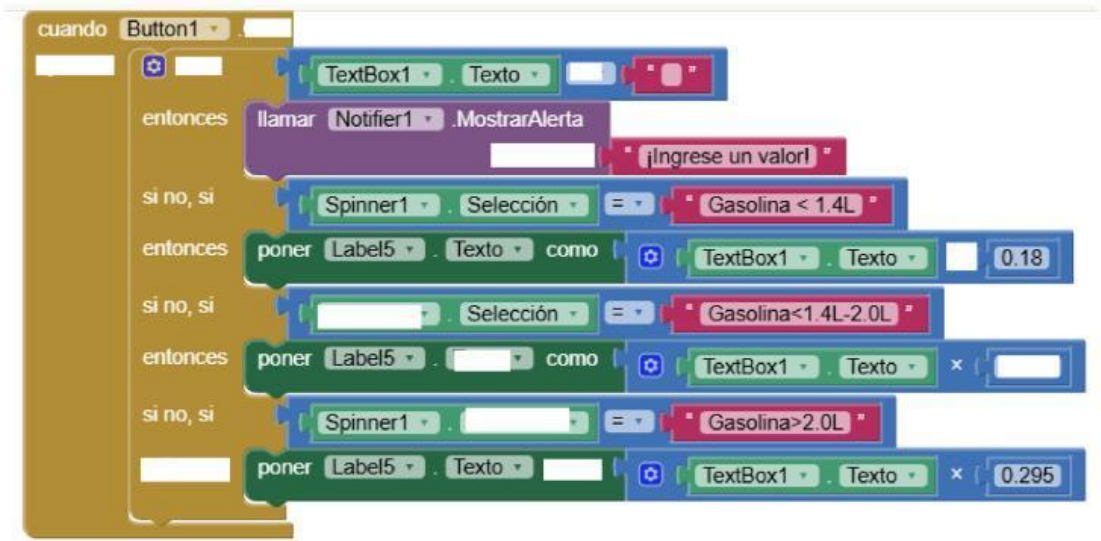 cuando Button1 .
TextBox1 . Texto " "
entonces llamar Notifier1 .MostrarAlerta
" ¡Ingrese un valor! "
si no, si Spinner1 . Selección = " Gasolina < 1.4L "
entonces poner Label5 . Texto como TextBox1 . Texto 0.18
si no, si . Selección = " Gasolina<1.4L-2.0L "
entonces poner Label5 . como TextBox1 . Texto ×
si no, si Spinner1 . = " Gasolina>2.0L "
poner Label5 . Texto TextBox1 . Texto × 0.295